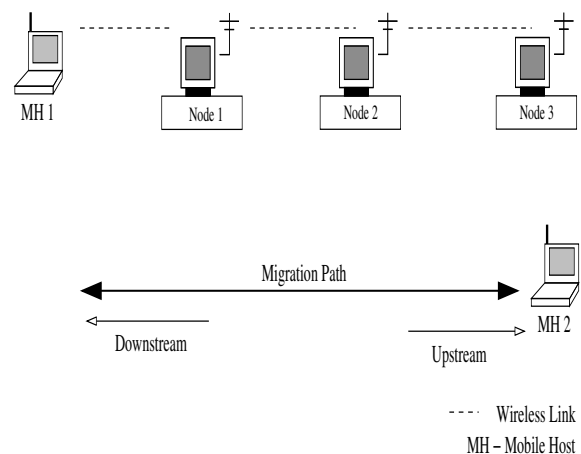 MH 1
Node 1
Node 2
Node 3
Migration Path
MH 2
Downstream
Upstream
Wireless Link
MH – Mobile Host